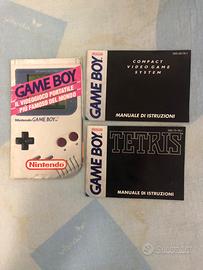 GAME BOY
IL VIDEOGIOCO PORTATILE
PIÙ FAMOSO DEL MONDO
Nintendo GAME BOY
Nintendo
GAME BOY
COMPACT
VIDEO GAME
SYSTEM
MANUALE DI ISTRUZIONI
GAME BOY
TETRIS
MANUALE DI ISTRUZIONI